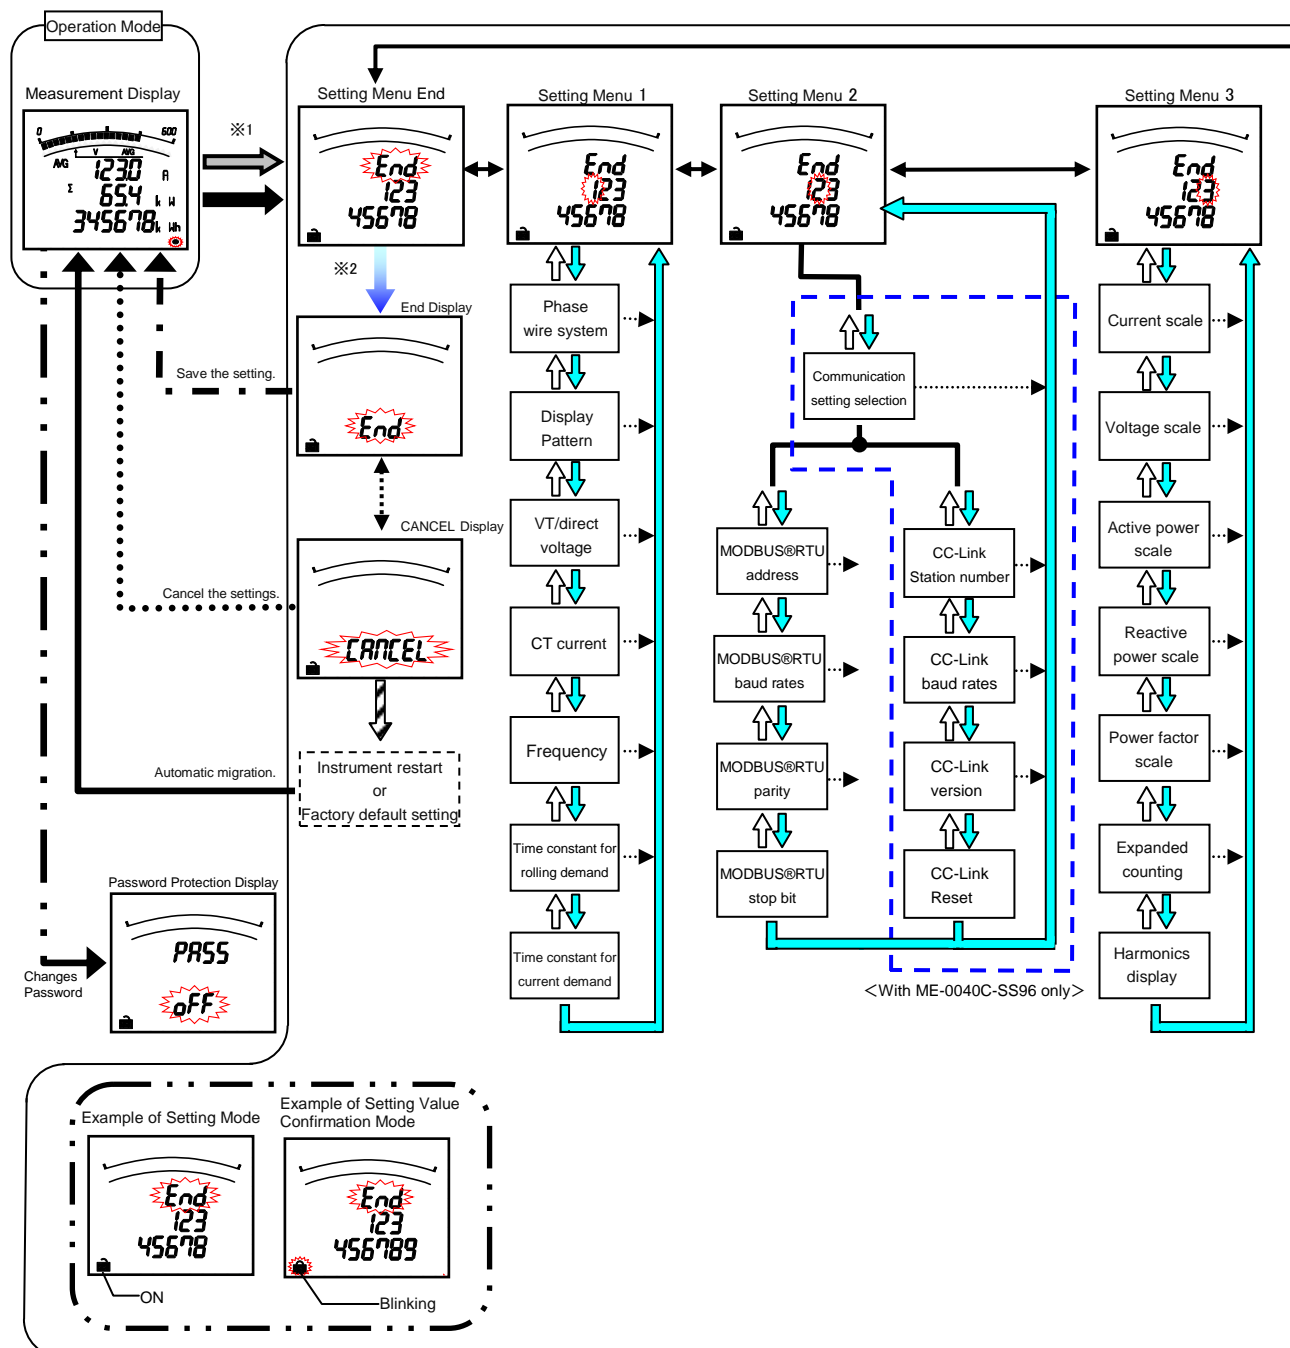 Operation Mode
Measurement Display
0 600
V AVG
AVG 123.0 A
Σ 65.4 k W
345678 k Wh
※1
Setting Menu End
End
123
45678
Setting Menu 1
End
123
45678
Setting Menu 2
End
123
45678
Setting Menu 3
End
123
45678
※2
End Display
End
Save the setting.
CANCEL Display
CANCEL
Cancel the settings.
Automatic migration.
Instrument restart
or
Factory default setting
Password Protection Display
PASS
oFF
Changes
Password
Phase
wire system
Display
Pattern
VT/direct
voltage
CT current
Frequency
Time constant for
rolling demand
Time constant for
current demand
Communication
setting selection
MODBUS®RTU
address
MODBUS®RTU
baud rates
MODBUS®RTU
parity
MODBUS®RTU
stop bit
CC-Link
Station number
CC-Link
baud rates
CC-Link
version
CC-Link
Reset
<With ME-0040C-SS96 only>
Current scale
Voltage scale
Active power
scale
Reactive
power scale
Power factor
scale
Expanded
counting
Harmonics
display
Example of Setting Mode
End
123
45678
ON
Example of Setting Value
Confirmation Mode
End
123
456789
Blinking